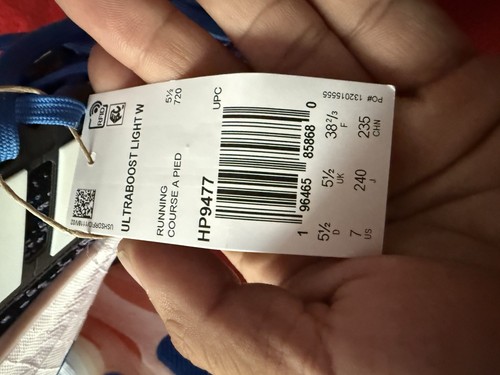 ULTRABOOST LIGHT W
5½
720
RUNNING
COURSE A PIED
HP9477
UPC
1 96465 85868 0
5½ D
5½ UK
38⅔ F
7 US
240 J
235 CHN
PO# 132015555